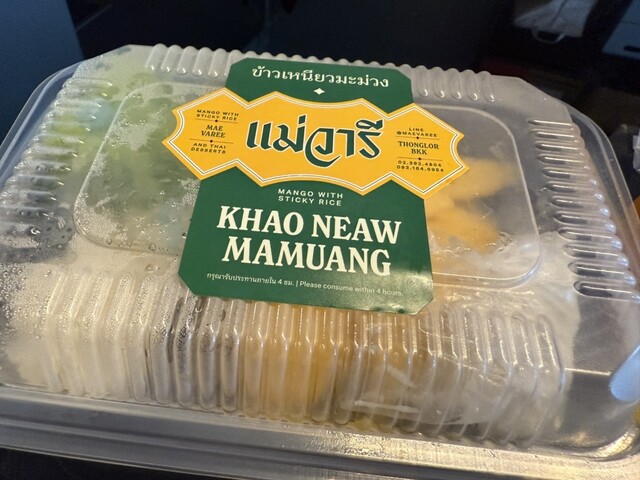 ข้าวเหนียวมะม่วง
MANGO WITH
STICKY RICE
MAE
VAREE
AND THAI
DESSERTS
แม่วารี
LINE
@MAEVAREE
THONGLOR
BKK
02.392.4804
MANGO WITH
STICKY RICE
KHAO NEAW
MAMUANG
กรุณารับประทานภายใน 4 ชม. | Please consume within 4 hours